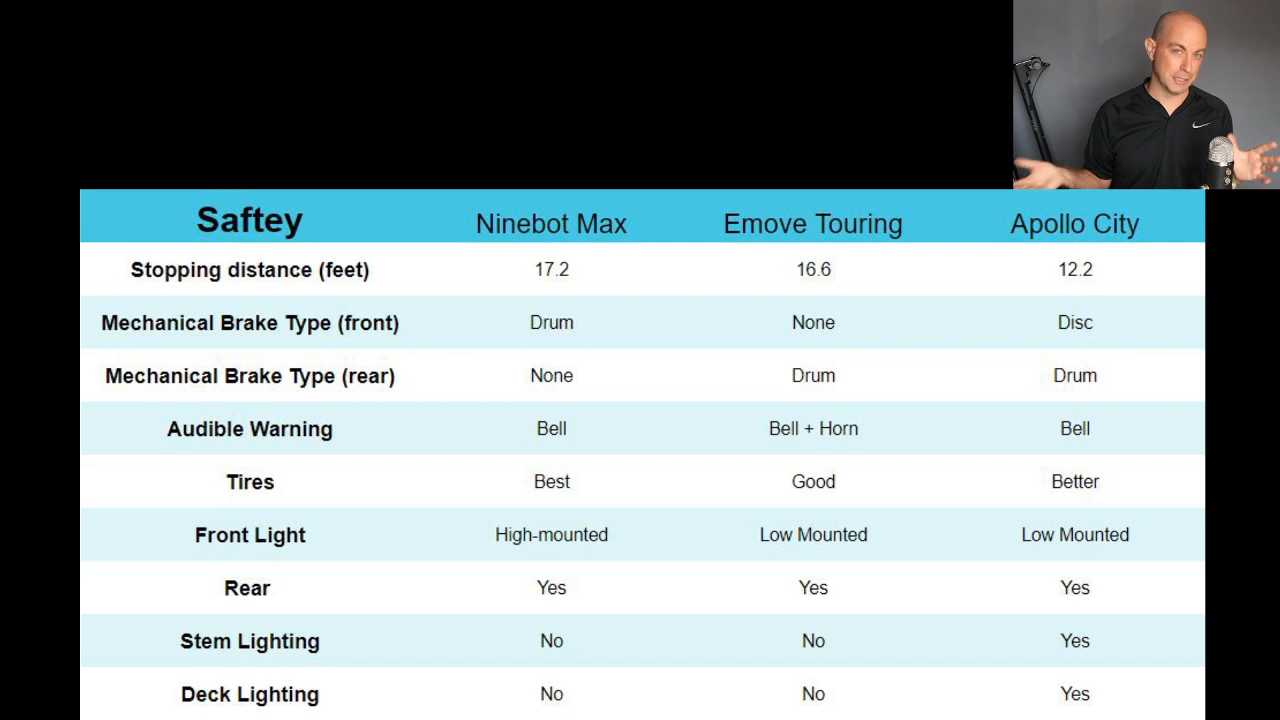 Saftey Ninebot Max Emove Touring Apollo City
Stopping distance (feet) 17.2 16.6 12.2
Mechanical Brake Type (front) Drum None Disc
Mechanical Brake Type (rear) None Drum Drum
Audible Warning Bell Bell + Horn Bell
Tires Best Good Better
Front Light High-mounted Low Mounted Low Mounted
Rear Yes Yes Yes
Stem Lighting No No Yes
Deck Lighting No No Yes